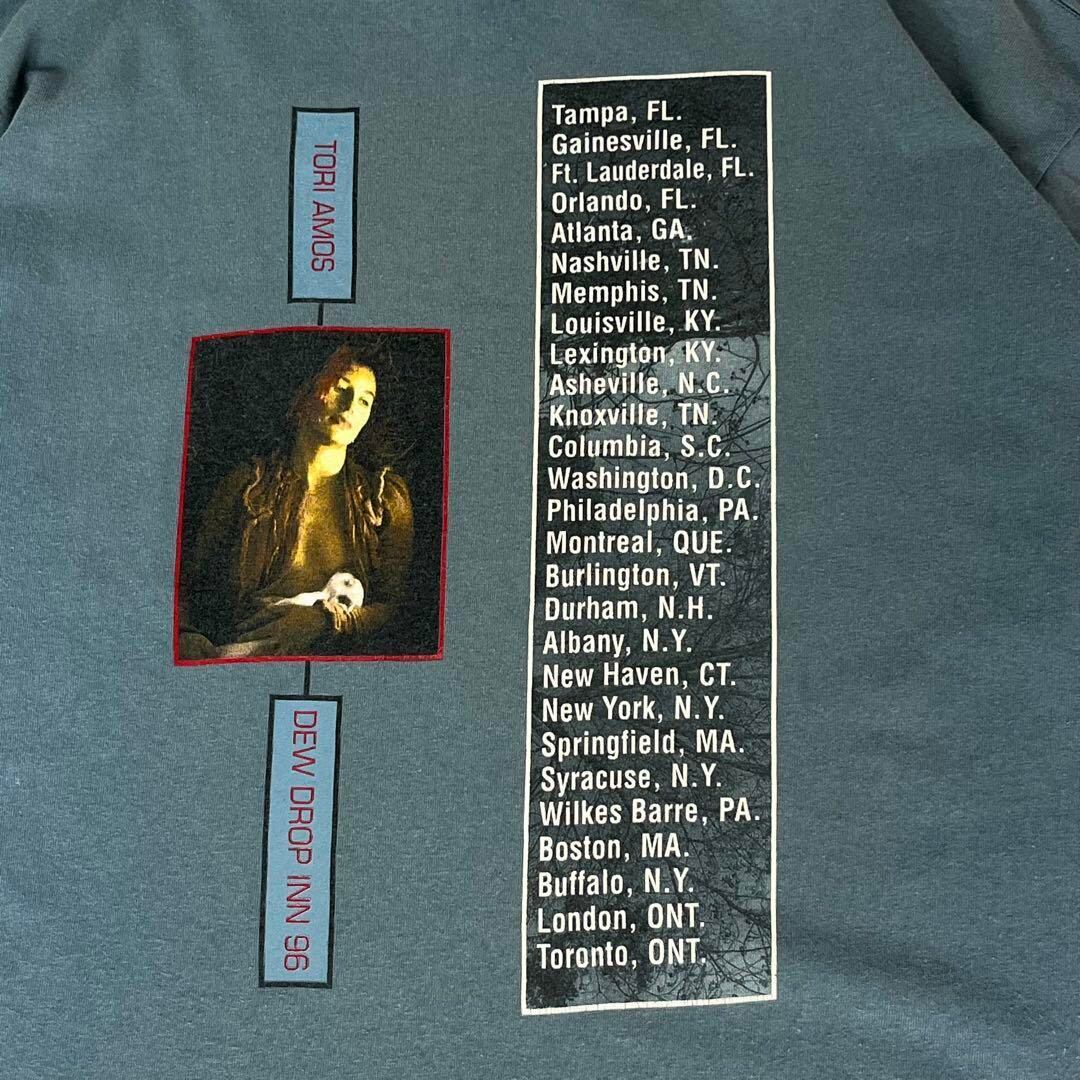 TORI AMOS
DEW DROP INN 96
Tampa, FL.
Gainesville, FL.
Ft. Lauderdale, FL.
Orlando, FL.
Atlanta, GA.
Nashville, TN.
Memphis, TN.
Louisville, KY.
Lexington, KY.
Asheville, N.C.
Knoxville, TN.
Columbia, S.C.
Washington, D.C.
Philadelphia, PA.
Montreal, QUE.
Burlington, VT.
Durham, N.H.
Albany, N.Y.
New Haven, CT.
New York, N.Y.
Springfield, MA.
Syracuse, N.Y.
Wilkes Barre, PA.
Boston, MA.
Buffalo, N.Y.
London, ONT.
Toronto, ONT.